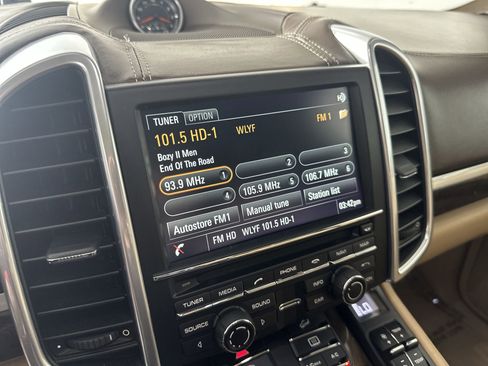 TUNER OPTION
101.5 HD-1 WLYF FM 1
Bozy II Men
End Of The Road
93.9 MHz 1 2 3
4 105.9 MHz 5 106.7 MHz 6
Autostore FM1 Manual tune Station list
FM HD WLYF 101.5 HD-1 03:42pm
TUNER MEDIA PHONE NAVI MAP
SOURCE SOUND INFO CAR
A/C